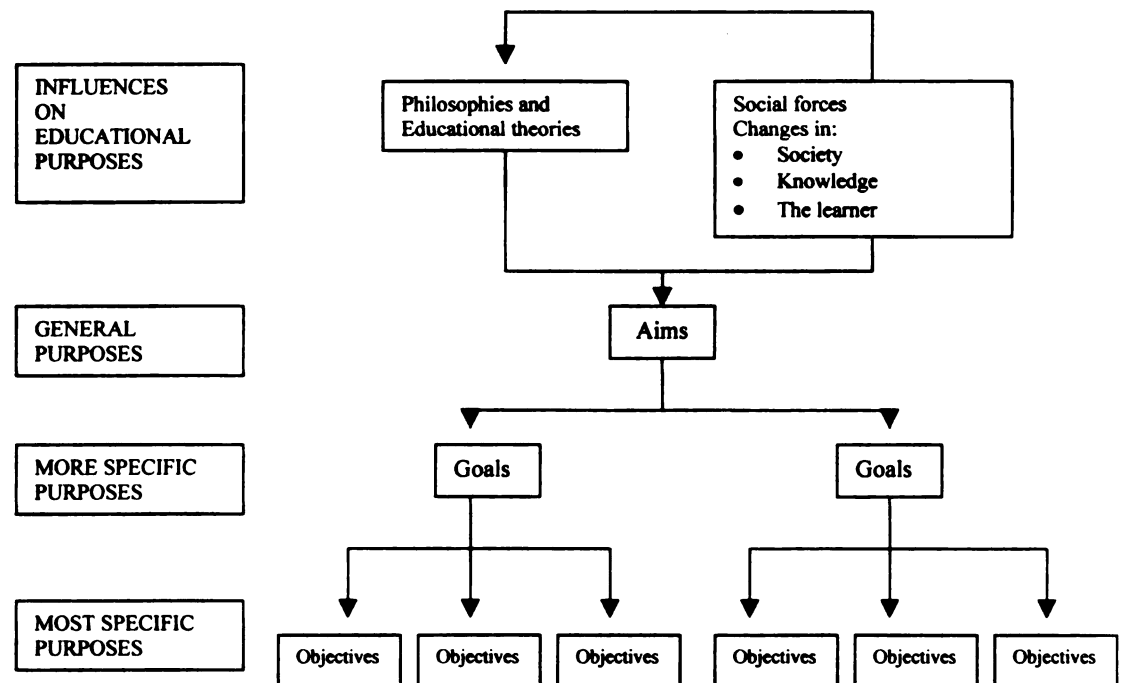 INFLUENCES
ON
EDUCATIONAL
PURPOSES
Philosophies and
Educational theories
Social forces
Changes in:
• Society
• Knowledge
• The learner
GENERAL
PURPOSES
Aims
MORE SPECIFIC
PURPOSES
Goals
Goals
MOST SPECIFIC
PURPOSES
Objectives
Objectives
Objectives
Objectives
Objectives
Objectives